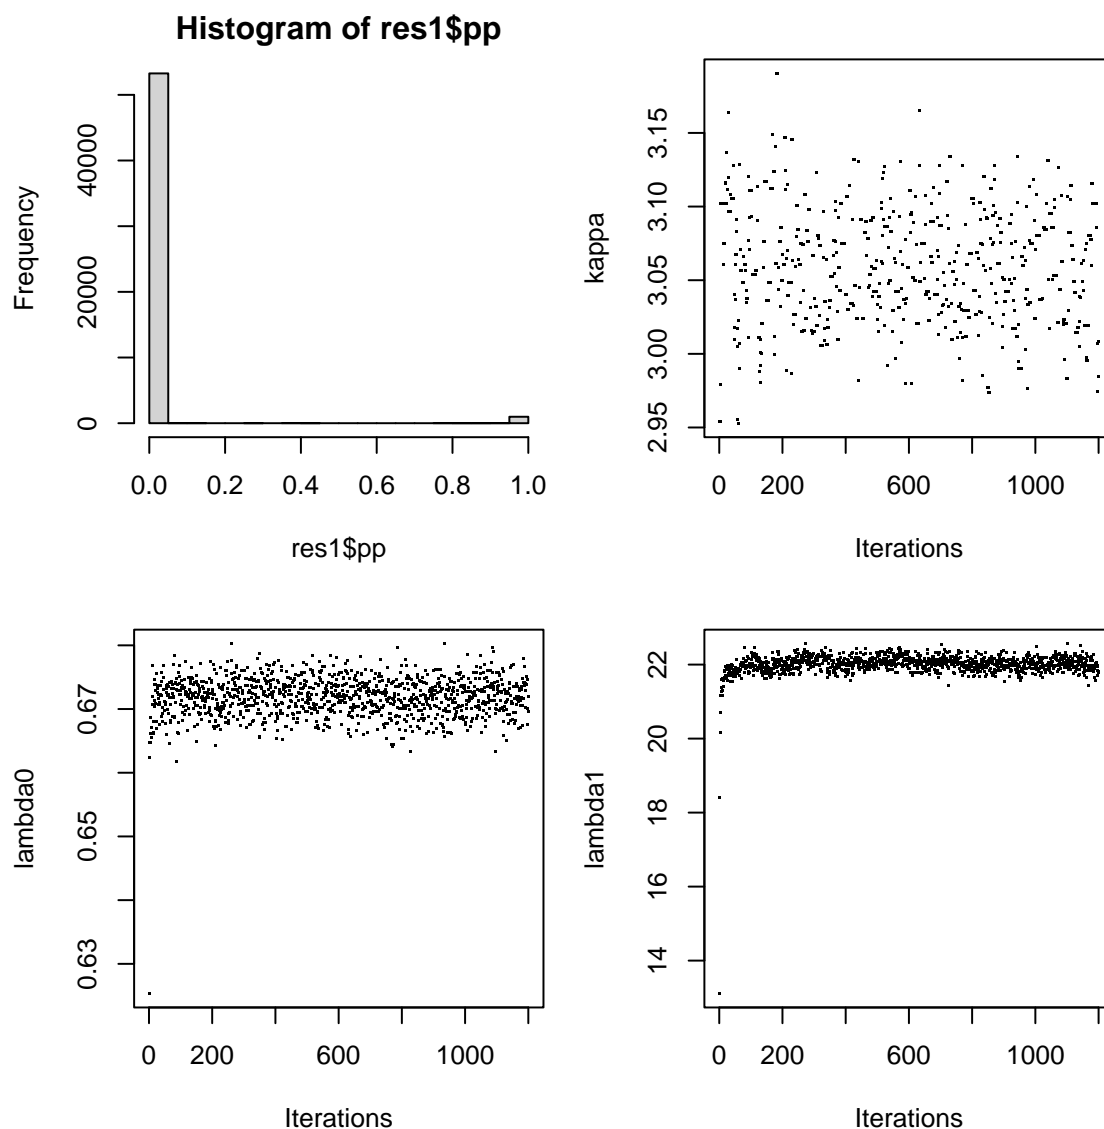 Histogram of res1$pp
Frequency
0
20000
40000
0.0 0.2 0.4 0.6 0.8 1.0
res1$pp
kappa
2.95
3.00
3.05
3.10
3.15
0 200 600 1000
Iterations
lambda0
0.63
0.65
0.67
0 200 600 1000
Iterations
lambda1
14
16
18
20
22
0 200 600 1000
Iterations